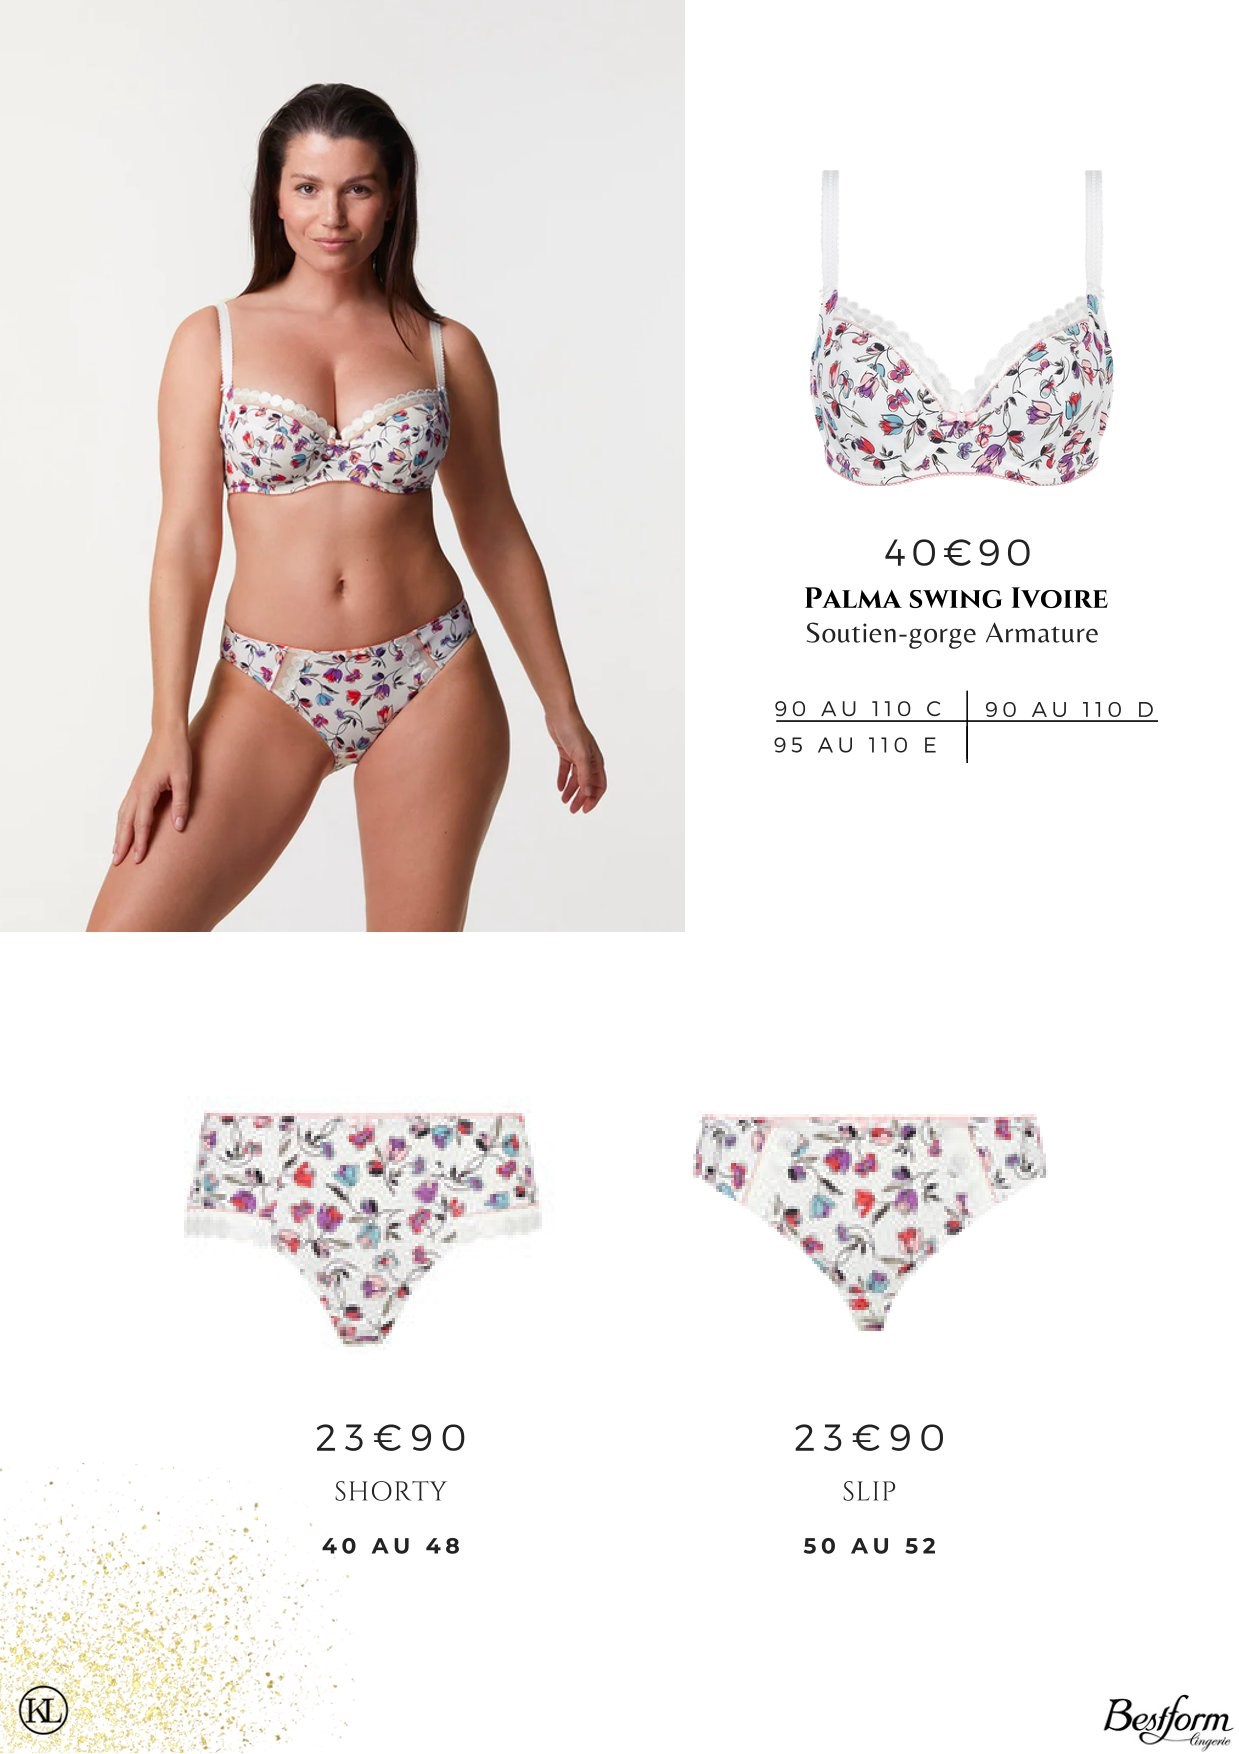 40€90
PALMA SWING IVOIRE
Soutien-gorge Armature
90 AU 110 C
90 AU 110 D
95 AU 110 E
23€90
SHORTY
40 AU 48
23€90
SLIP
50 AU 52
KL
Bestform
lingerie